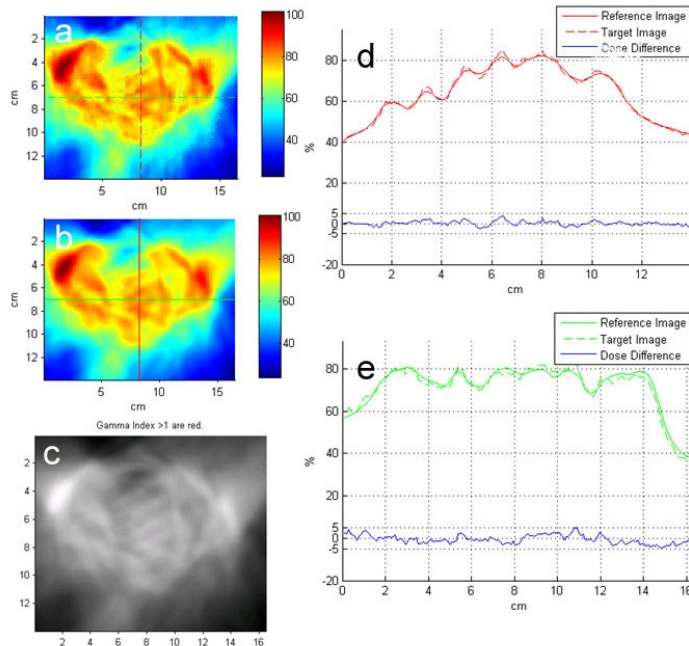 a
100
80
60
40
2
4
6
8
10
12
cm
5
10
15
cm
b
100
80
60
40
2
4
6
8
10
12
cm
5
10
15
cm
Gamma Index >1 are red.
c
2
4
6
8
10
12
2 4 6 8 10 12 14 16
d
Reference Image
Target Image
Dose Difference
80
60
40
20
5
0
-5
-20
%
0 2 4 6 8 10 12
cm
e
Reference Image
Target Image
Dose Difference
80
60
40
20
5
0
-5
-20
%
0 2 4 6 8 10 12 14 16
cm